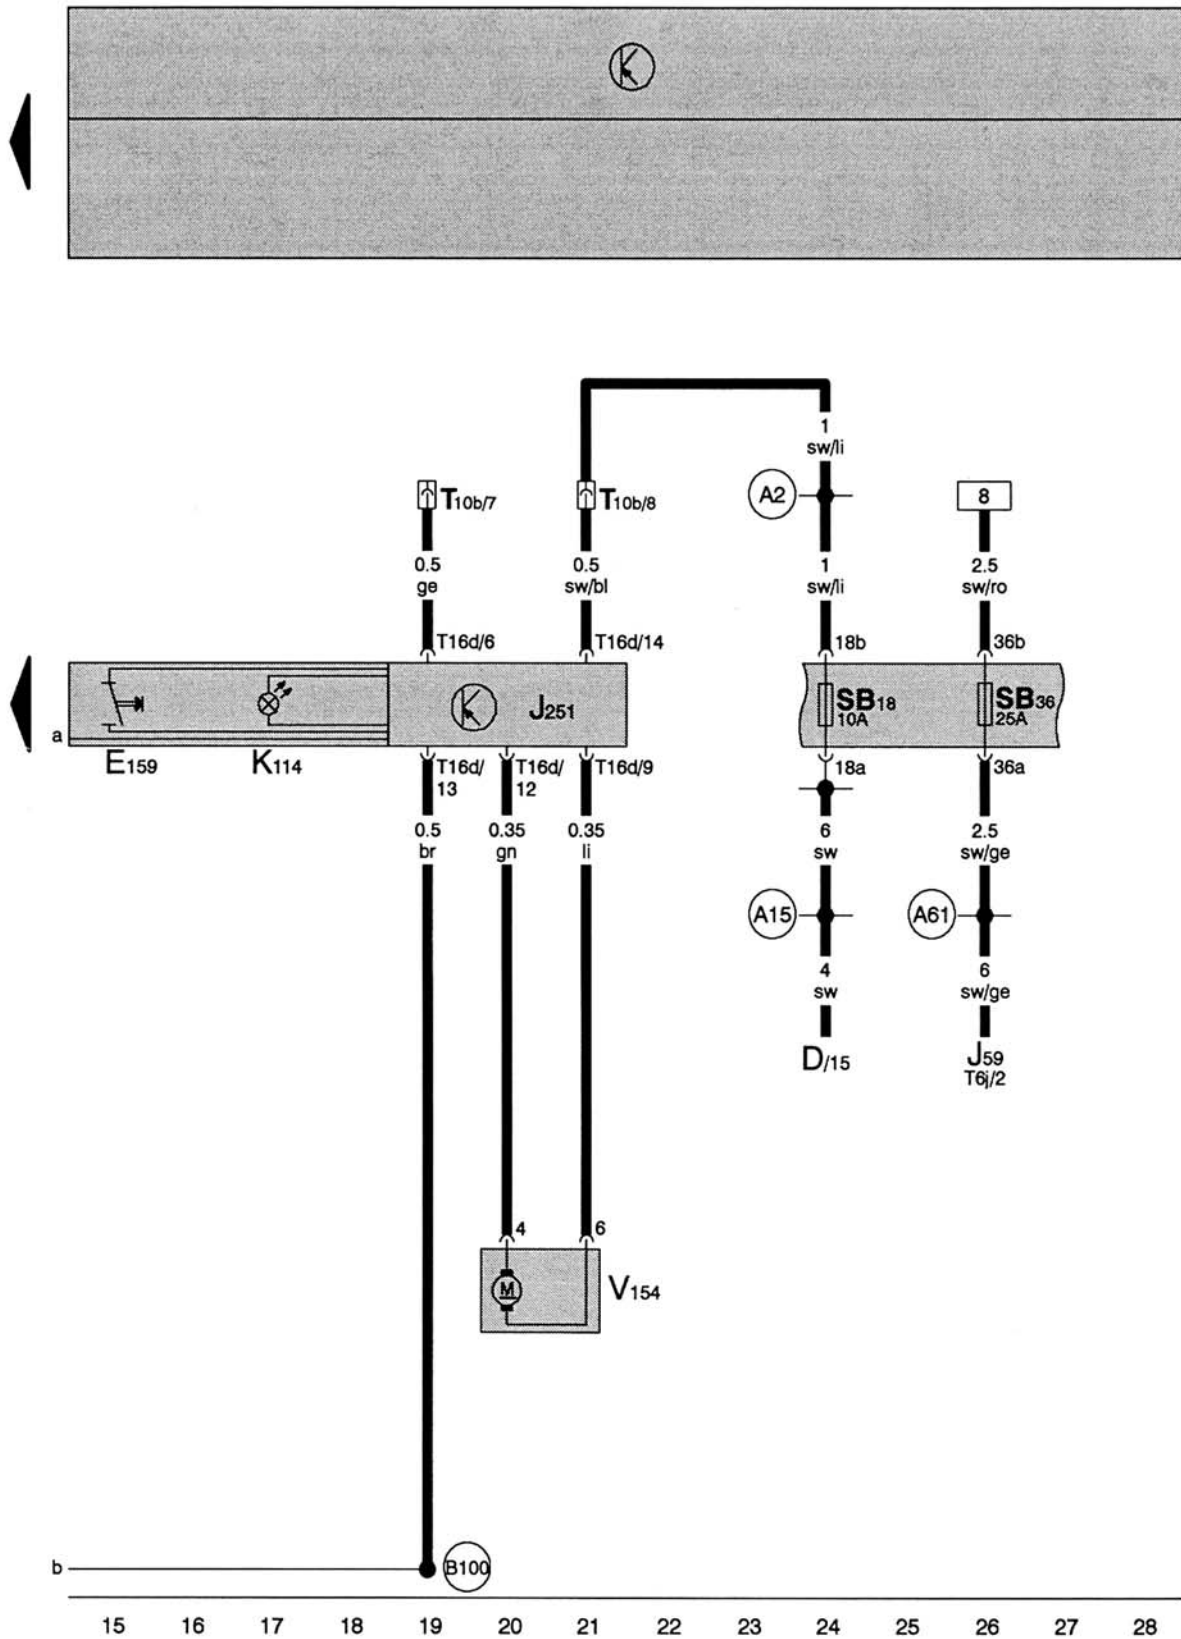 1
sw/li
A2
8
T10b/7
T10b/8
0.5
ge
0.5
sw/bl
1
sw/li
2.5
sw/ro
T16d/6
T16d/14
18b
36b
J251
SB18
10A
SB36
25A
a
E159
K114
T16d/
13
T16d/
12
T16d/9
18a
36a
0.5
br
0.35
gn
0.35
li
6
sw
2.5
sw/ge
A15
A61
4
sw
6
sw/ge
D/15
J59
T6j/2
4
6
M
V154
b
B100
15 16 17 18 19 20 21 22 23 24 25 26 27 28